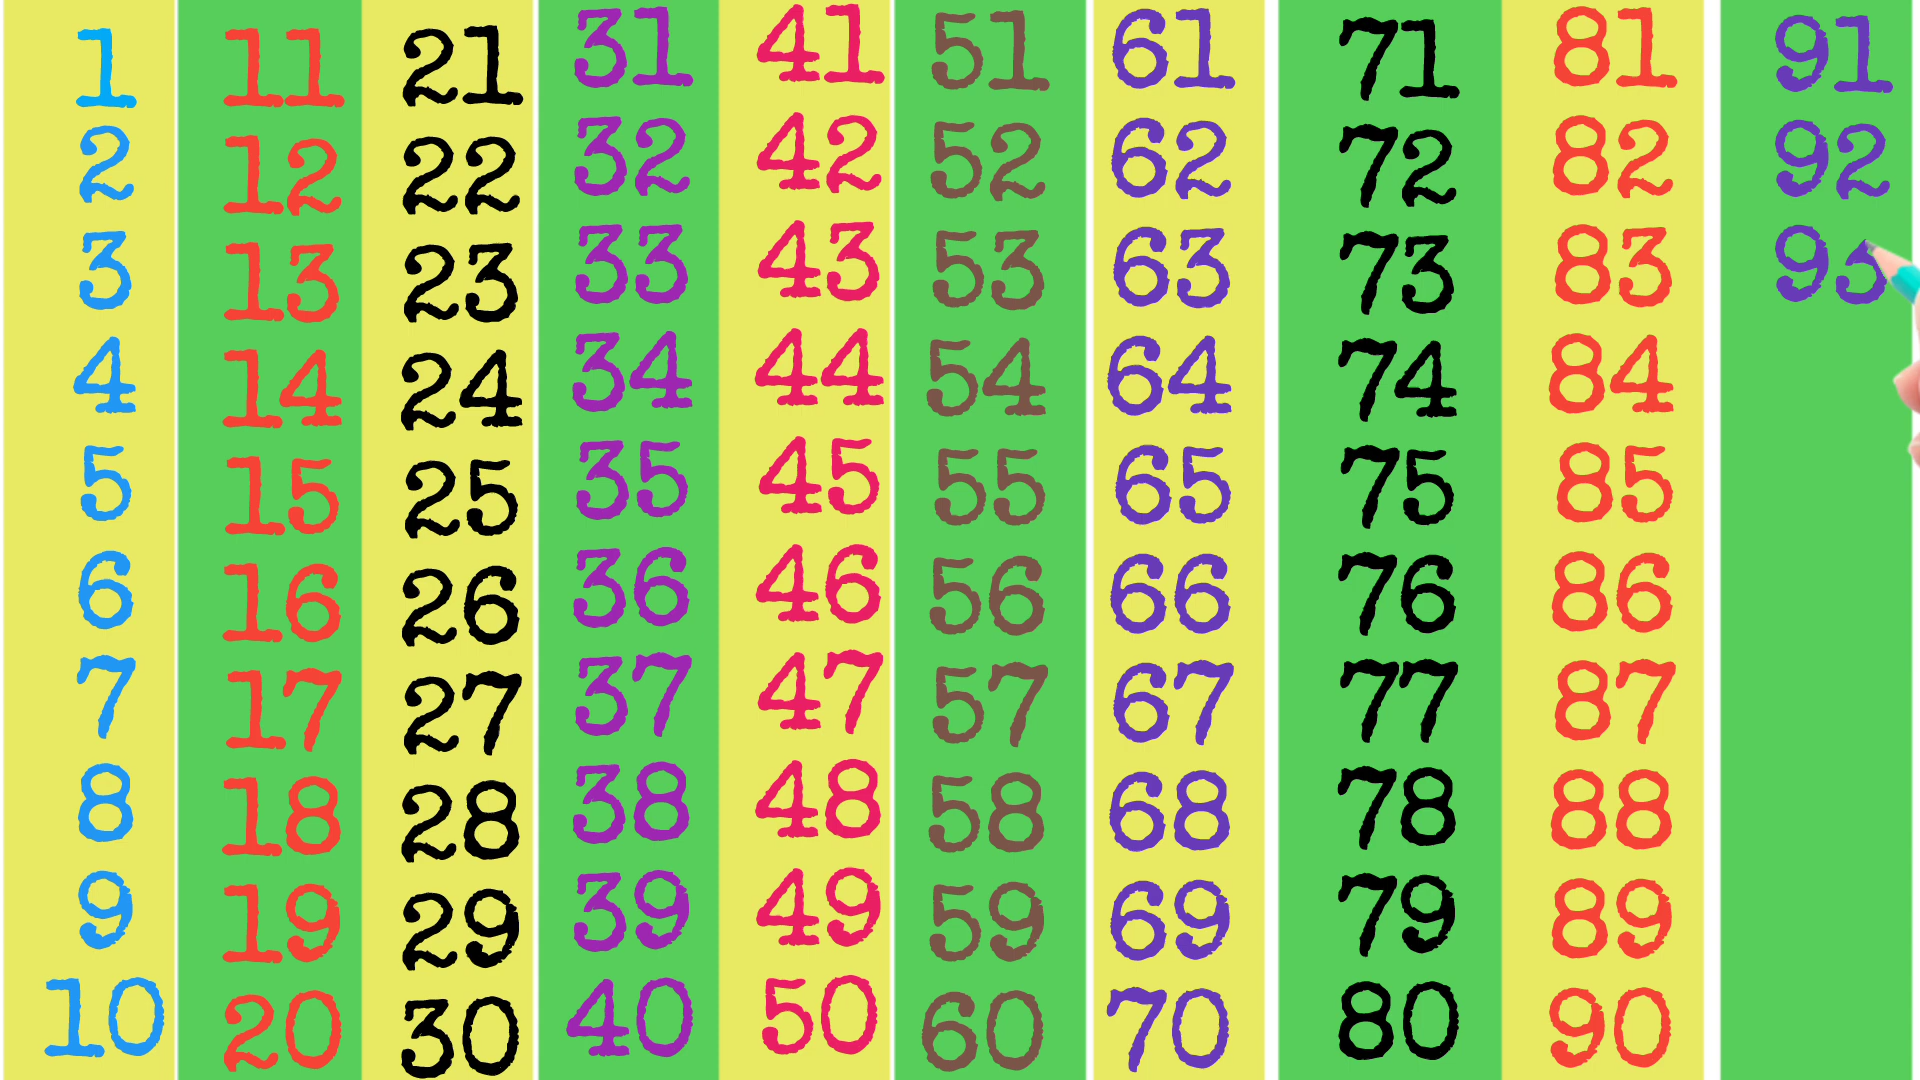 1 11 21 31 41 51 61 71 81 91
2 12 22 32 42 52 62 72 82 92
3 13 23 33 43 53 63 73 83 93
4 14 24 34 44 54 64 74 84
5 15 25 35 45 55 65 75 85
6 16 26 36 46 56 66 76 86
7 17 27 37 47 57 67 77 87
8 18 28 38 48 58 68 78 88
9 19 29 39 49 59 69 79 89
10 20 30 40 50 60 70 80 90